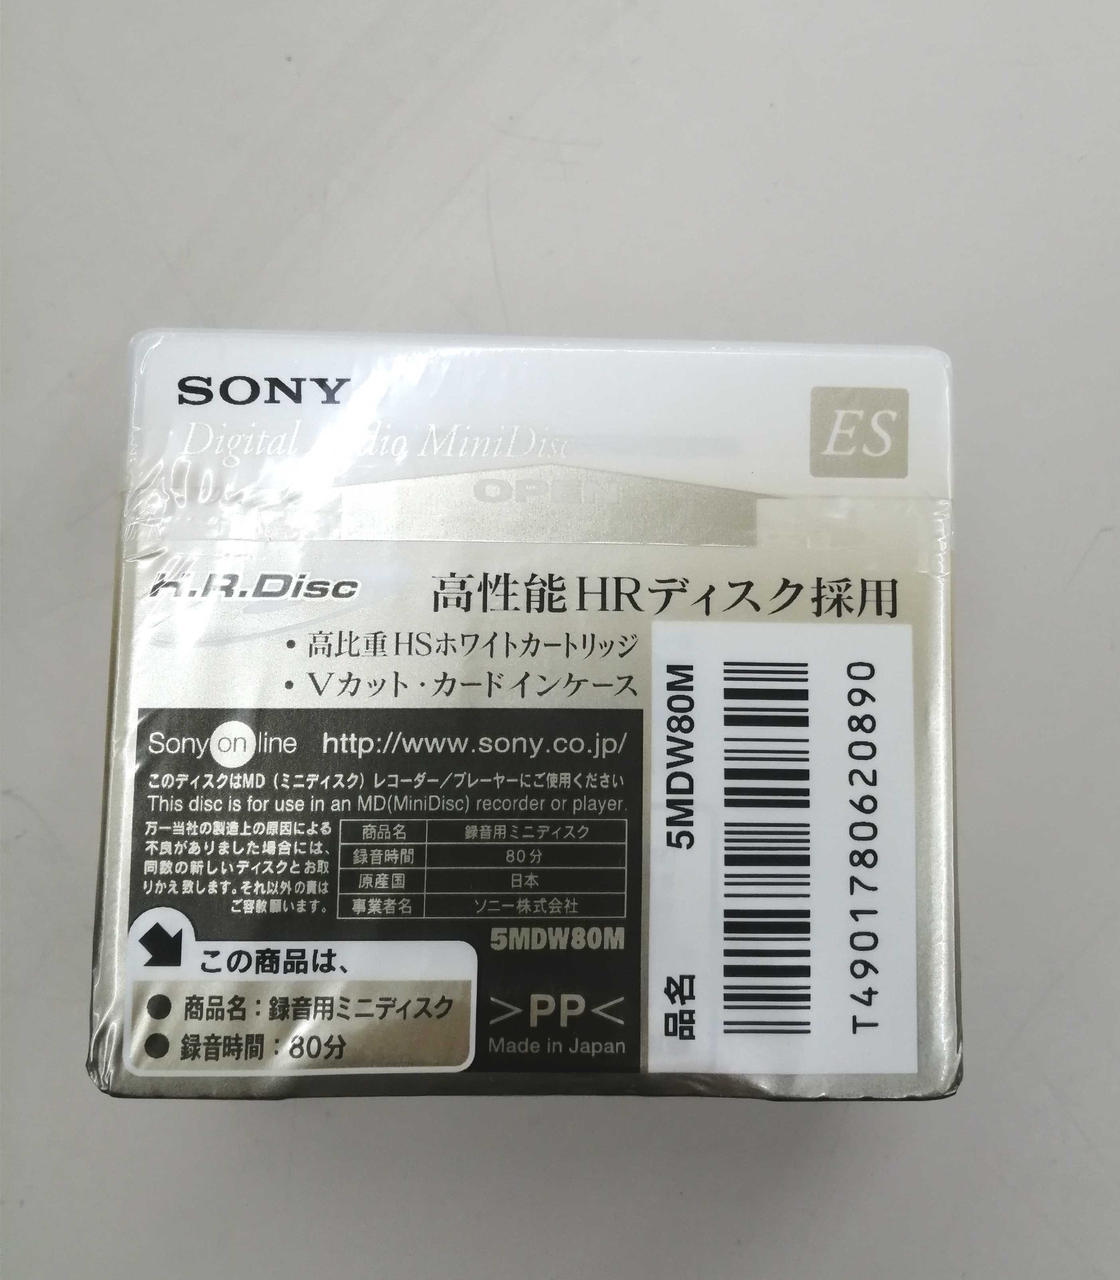 SONY
Digital Audio MiniDisc
ES
OPEN
H.R.Disc
高性能HRディスク採用
・高比重HSホワイトカートリッジ
・Vカット・カードインケース
Sony on line http://www.sony.co.jp/
このディスクはMD（ミニディスク）レコーダー／プレーヤーにご使用ください
This disc is for use in an MD(MiniDisc) recorder or player.
万一当社の製造上の原因による
不良がありました場合には、
同数の新しいディスクとお取
りかえ致します。それ以外の責は
ご容赦願います。
商品名 録音用ミニディスク
録音時間 80分
原産国 日本
事業者名 ソニー株式会社
5MDW80M
この商品は、
●商品名：録音用ミニディスク
●録音時間：80分
>PP<
Made in Japan
品名 5MDW80M
T4901780620890